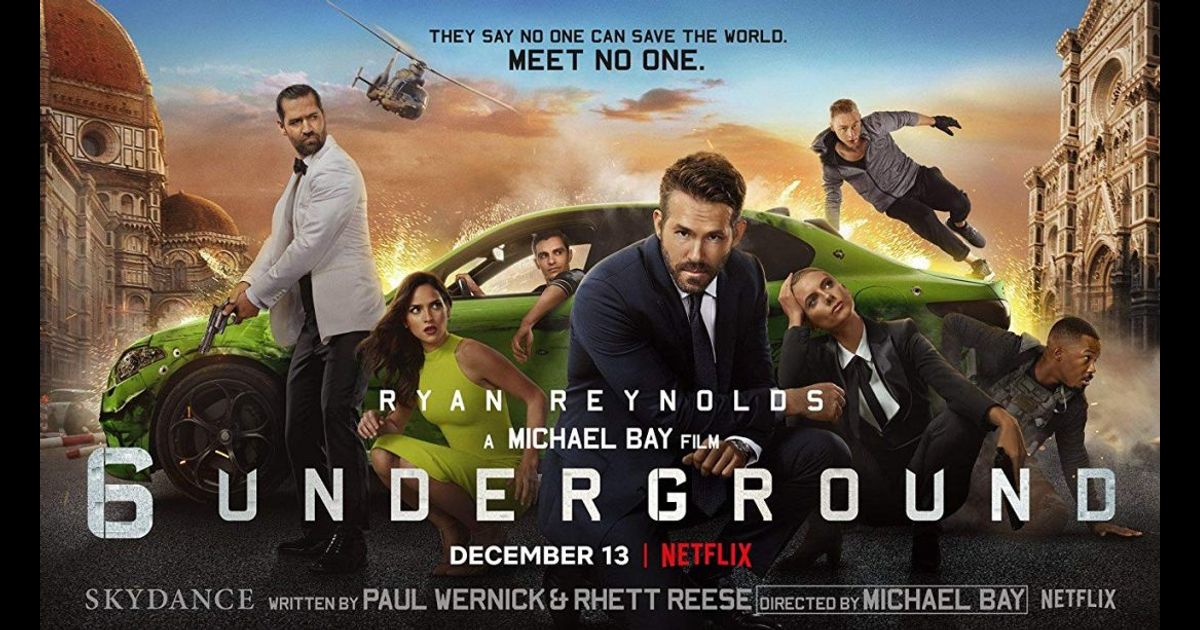 THEY SAY NO ONE CAN SAVE THE WORLD.
MEET NO ONE.
RYAN REYNOLDS
A MICHAEL BAY FILM
6 UNDERGROUND
DECEMBER 13 | NETFLIX
SKYDANCE WRITTEN BY PAUL WERNICK & RHETT REESE DIRECTED BY MICHAEL BAY NETFLIX